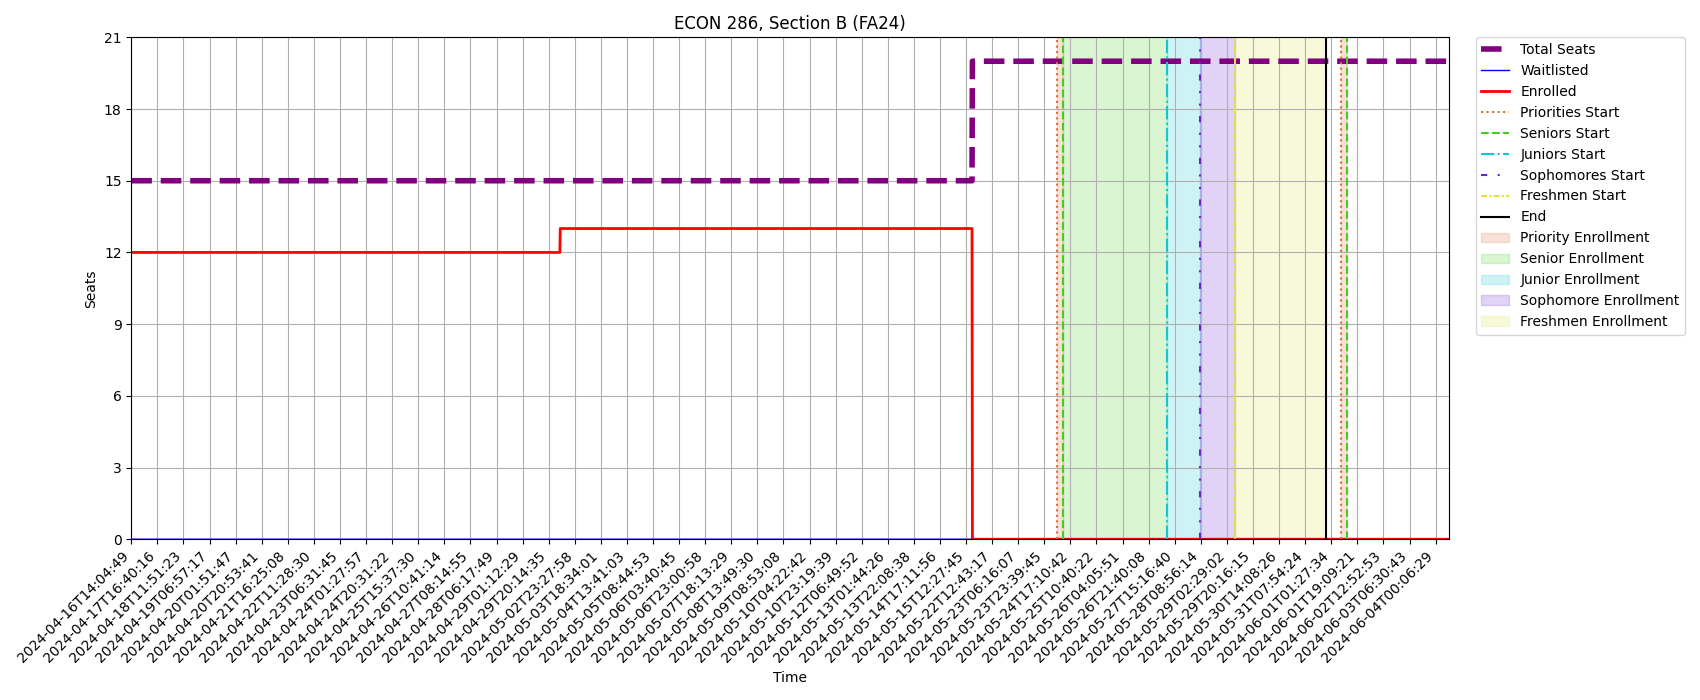 ECON 286, Section B (FA24)
21
18
15
12
9
6
3
0
Seats
2024-04-16T14:04:49
2024-04-17T16:40:16
2024-04-18T11:51:23
2024-04-19T06:57:17
2024-04-20T01:51:47
2024-04-20T20:53:41
2024-04-21T16:25:08
2024-04-22T11:28:30
2024-04-23T06:31:45
2024-04-24T01:27:57
2024-04-24T20:31:22
2024-04-25T15:37:30
2024-04-26T10:41:14
2024-04-27T08:14:55
2024-04-28T06:17:49
2024-04-29T01:12:29
2024-04-29T20:14:35
2024-05-02T23:27:58
2024-05-03T18:34:01
2024-05-04T13:41:03
2024-05-05T08:44:53
2024-05-06T03:40:45
2024-05-06T23:00:58
2024-05-07T18:13:29
2024-05-08T13:49:30
2024-05-09T08:53:08
2024-05-10T04:22:42
2024-05-10T23:19:39
2024-05-12T06:49:52
2024-05-13T01:44:26
2024-05-13T22:08:38
2024-05-14T17:11:56
2024-05-15T12:27:45
2024-05-22T12:43:17
2024-05-23T06:16:07
2024-05-23T23:39:45
2024-05-24T17:10:42
2024-05-25T10:40:22
2024-05-26T04:05:51
2024-05-26T21:40:08
2024-05-27T15:16:40
2024-05-28T08:56:14
2024-05-29T02:29:02
2024-05-29T20:16:15
2024-05-30T14:08:26
2024-05-31T07:54:24
2024-06-01T01:27:34
2024-06-01T19:09:21
2024-06-02T12:52:53
2024-06-03T06:30:43
2024-06-04T00:06:29
Time
Total Seats
Waitlisted
Enrolled
Priorities Start
Seniors Start
Juniors Start
Sophomores Start
Freshmen Start
End
Priority Enrollment
Senior Enrollment
Junior Enrollment
Sophomore Enrollment
Freshmen Enrollment